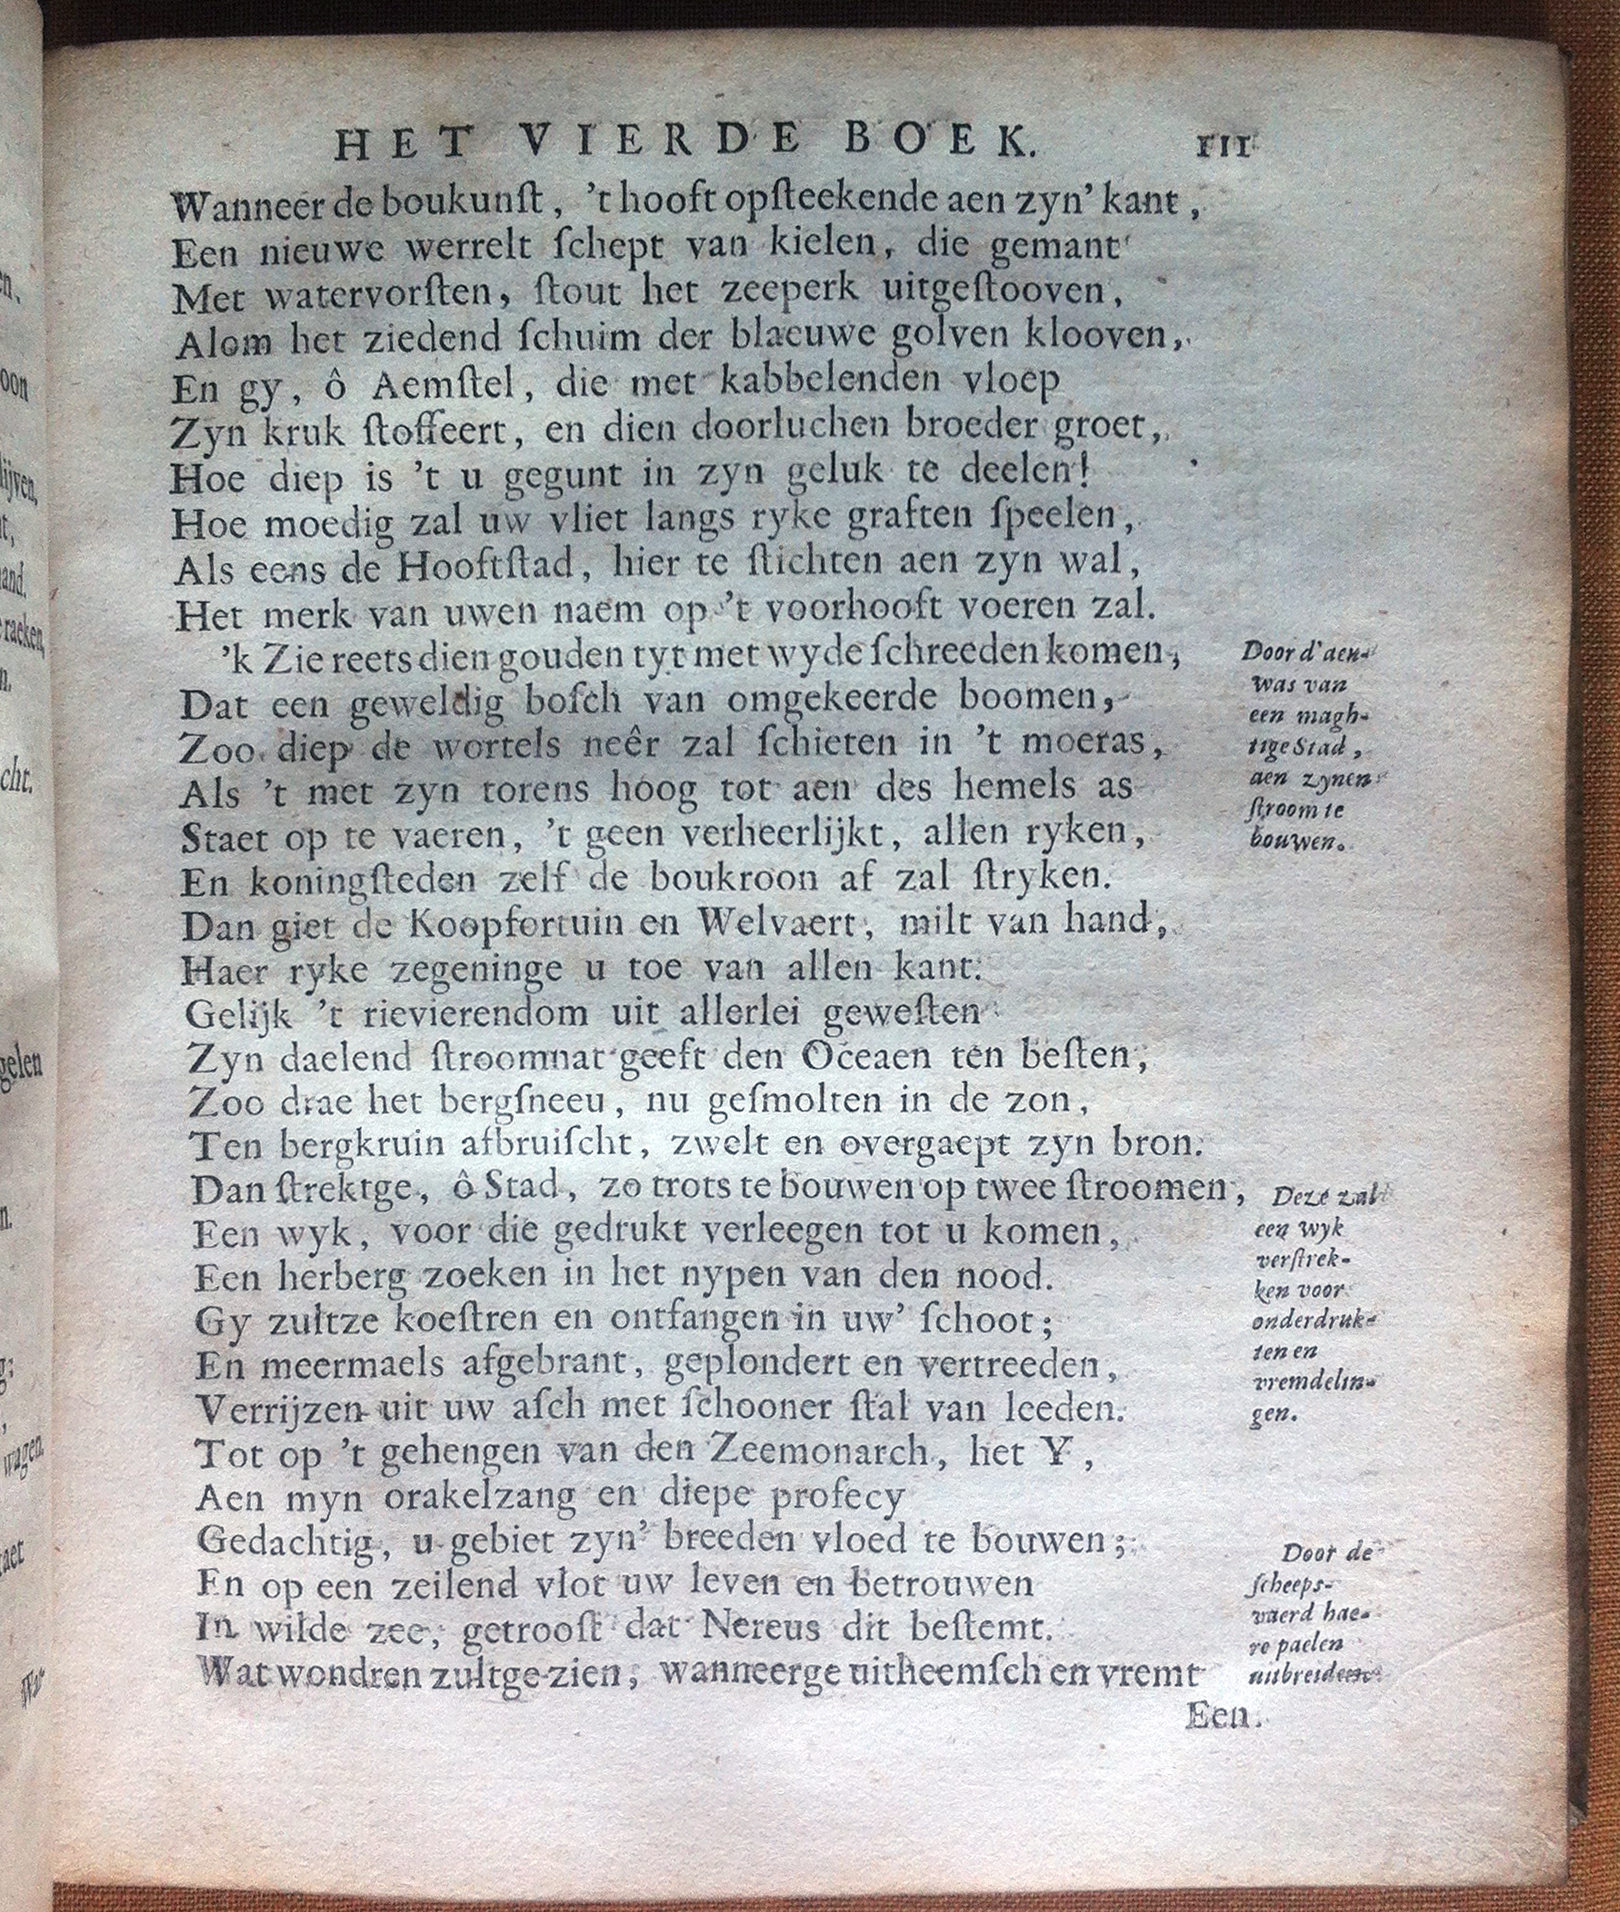 HET VIERDE BOEK. 111
Wanneer de boukunſt, 't hooft opſteekende aen zyn' kant,
Een nieuwe werrelt ſchept van kielen, die gemant
Met watervorſten, ſtout het zeeperk uitgeſtooven,
Alom het ziedend ſchuim der blaeuwe golven klooven,
En gy, ô Aemſtel, die met kabbelenden vloep
Zyn kruk ſtoffeert, en dien doorluchen broeder groet,
Hoe diep is 't u gegunt in zyn geluk te deelen!
Hoe moedig zal uw vliet langs ryke graften ſpeelen,
Als eens de Hooftſtad, hier te ſtichten aen zyn wal,
Het merk van uwen naem op 't voorhooft voeren zal.
'k Zie reets dien gouden tyt met wyde ſchreeden komen,
Dat een geweldig boſch van omgekeerde boomen,
Zoo diep de wortels neêr zal ſchieten in 't moeras,
Als 't met zyn torens hoog tot aen des hemels as
Staet op te vaeren, 't geen verheerlijkt, allen ryken,
En koningſteden zelf de boukroon af zal ſtryken.
Dan giet de Koopfortuin en Welvaert, milt van hand,
Haer ryke zegeninge u toe van allen kant:
Gelijk 't rievierendom uit allerlei geweſten
Zyn daelend ſtroomnat geeft den Oceaen ten beſten,
Zoo drae het bergſneeu, nu geſmolten in de zon,
Ten bergkruin afbruiſcht, zwelt en overgaept zyn bron.
Dan ſtrektge, ô Stad, zo trots te bouwen op twee ſtroomen,
Een wyk, voor die gedrukt verleegen tot u komen,
Een herberg zoeken in het nypen van den nood.
Gy zultze koeſtren en ontfangen in uw' ſchoot;
En meermaels afgebrant, geplondert en vertreeden,
Verrijzen uit uw aſch met ſchooner ſtal van leeden.
Tot op 't gehengen van den Zeemonarch, het Y,
Aen myn orakelzang en diepe profecy
Gedachtig, u gebiet zyn' breeden vloed te bouwen;
En op een zeilend vlot uw leven en betrouwen
In wilde zee, getrooſt dat Nereus dit beſtemt.
Wat wondren zultge zien, wanneerge uitheemſch en vremt
Een
Door d'aen-
was van
een magh-
tige Stad,
aen zynen
ſtroom te
bouwen.
Deze zal
een wyk
verſtrek-
ken voor
onderdruk-
ten en
vremdelin-
gen.
Door de
ſcheeps-
vaerd hae-
re paelen
uitbreiden
en.
oon
lijven,
t,
and.
raeken,
n.
cht.
gelen
n.
g;
wagen.
aet